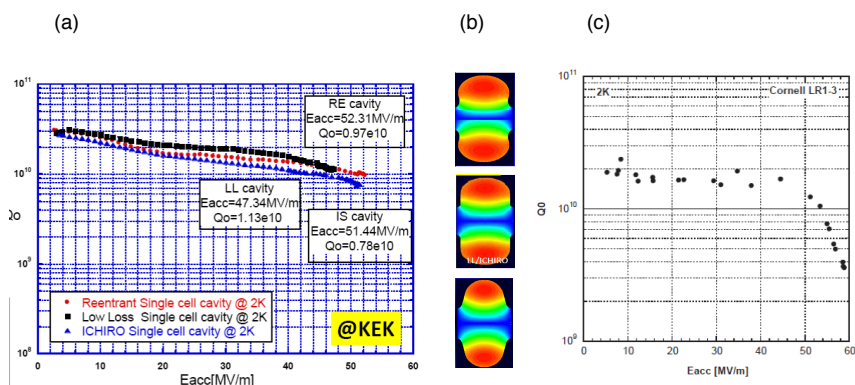 (a)
(b)
(c)
10¹¹
10¹⁰
10⁹
10⁸
Qo
RE cavity
Eacc=52.31MV/m
Qo=0.97e10
LL cavity
Eacc=47.34MV/m
Qo=1.13e10
IS cavity
Eacc=51.44MV/m
Qo=0.78e10
Reentrant Single cell cavity @ 2K
Low Loss Single cell cavity @ 2K
ICHIRO Single cell cavity @ 2K
@KEK
0 10 20 30 40 50 60
Eacc[MV/m]
LL/ICHIRO
10¹¹
10¹⁰
10⁹
Q0
2K
Cornell LR1-3
0 10 20 30 40 50 60
Eacc [MV/m]